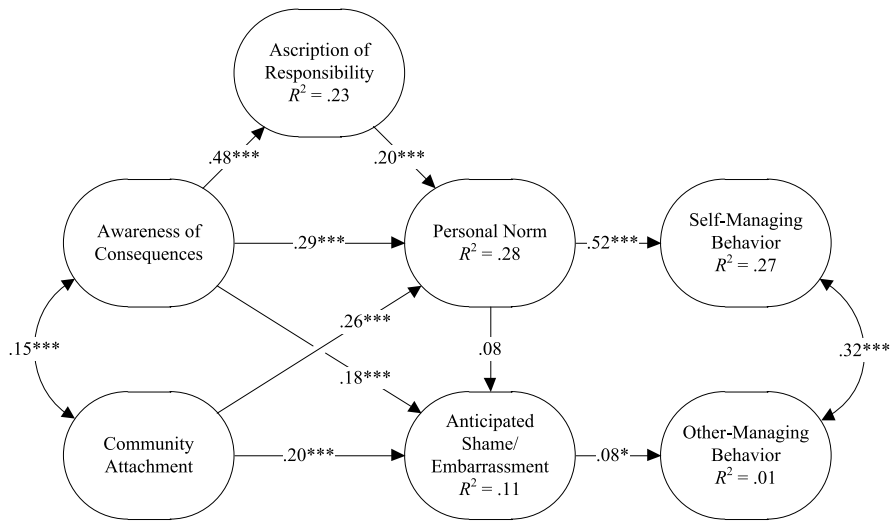 Ascription of
Responsibility
R² = .23
.48***
.20***
Awareness of
Consequences
.29***
Personal Norm
R² = .28
.52***
Self-Managing
Behavior
R² = .27
.15***
.26***
.18***
.08
.32***
Community
Attachment
.20***
Anticipated
Shame/
Embarrassment
R² = .11
.08*
Other-Managing
Behavior
R² = .01